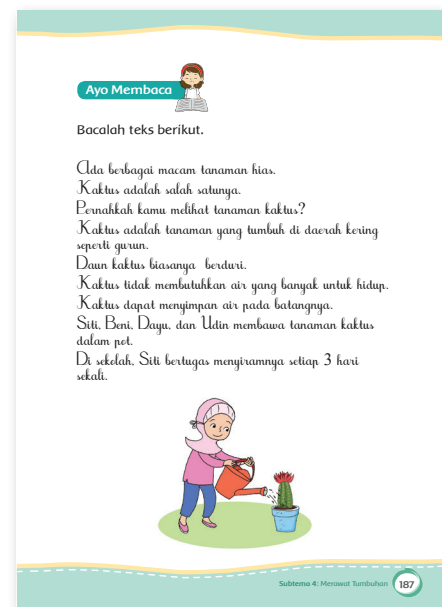 Ayo Membaca
Bacalah teks berikut.
Ada berbagai macam tanaman hias.
Kaktus adalah salah satunya.
Pernahkah kamu melihat tanaman kaktus?
Kaktus adalah tanaman yang tumbuh di daerah kering
seperti gurun.
Daun kaktus biasanya berduri.
Kaktus tidak membutuhkan air yang banyak untuk hidup.
Kaktus dapat menyimpan air pada batangnya.
Siti, Beni, Dayu, dan Udin membawa tanaman kaktus
dalam pot.
Di sekolah, Siti bertugas menyiramnya setiap 3 hari
sekali.
Subtema 4: Merawat Tumbuhan
187